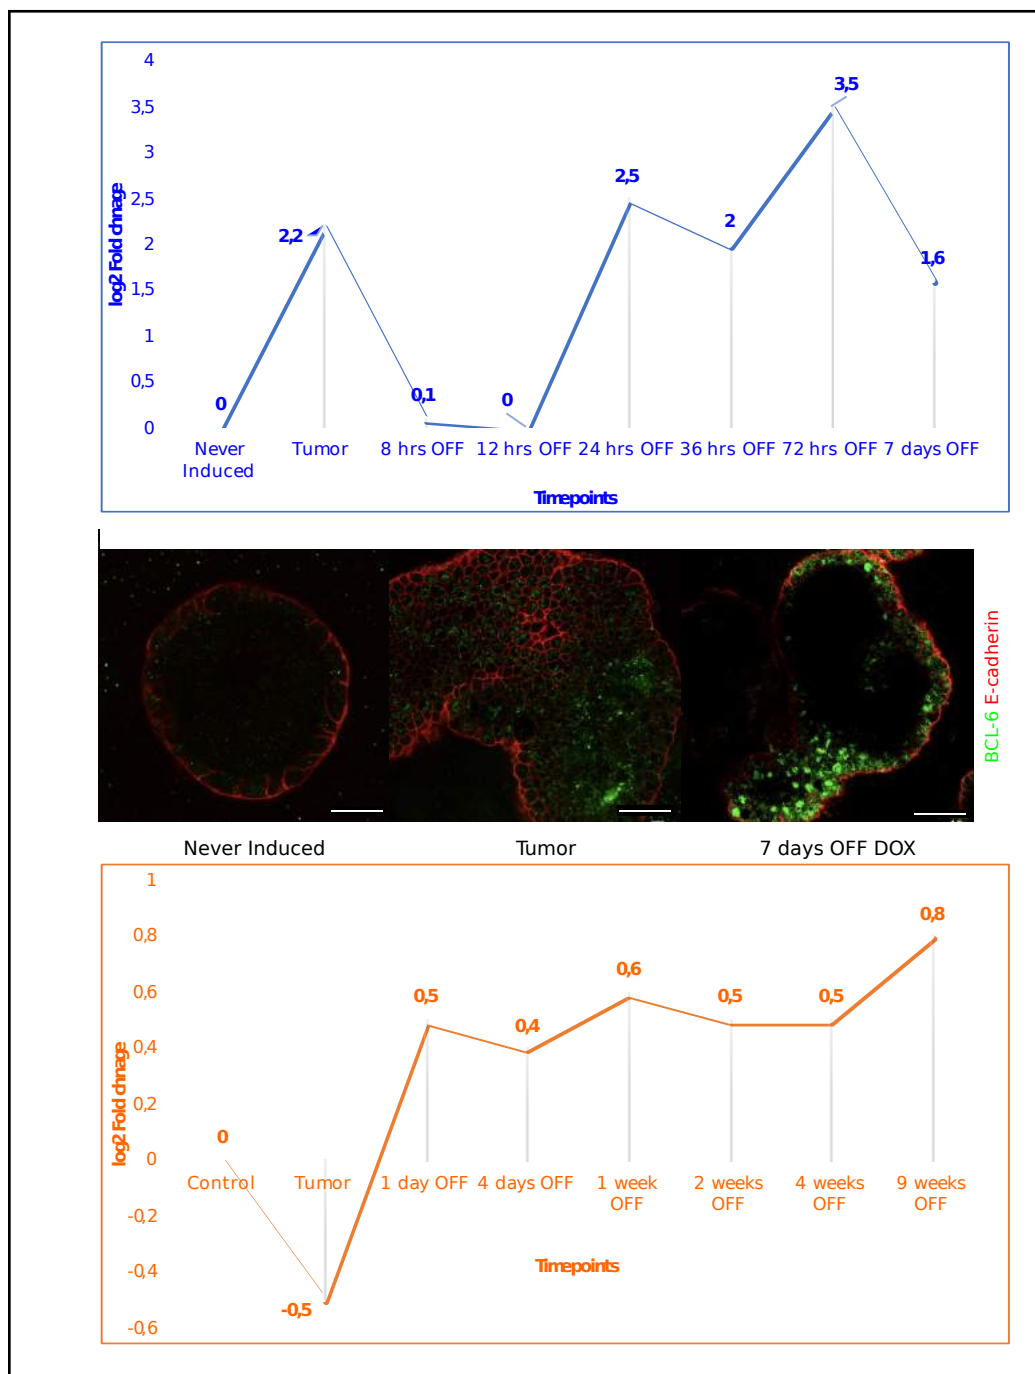 4
3,5
3
2,5
2
1,5
1
0,5
0
log2 Fold chnage
0
2,2
0,1
0
2,5
2
3,5
1,6
Never Induced
Tumor
8 hrs OFF
12 hrs OFF
24 hrs OFF
36 hrs OFF
72 hrs OFF
7 days OFF
Timepoints
BCL-6 E-cadherin
Never Induced
Tumor
7 days OFF DOX
1
0,8
0,6
0,4
0,2
0
-0,2
-0,4
-0,6
log2 Fold chnage
0
-0,5
0,5
0,4
0,6
0,5
0,5
0,8
Control
Tumor
1 day OFF
4 days OFF
1 week
OFF
2 weeks
OFF
4 weeks
OFF
9 weeks
OFF
Timepoints